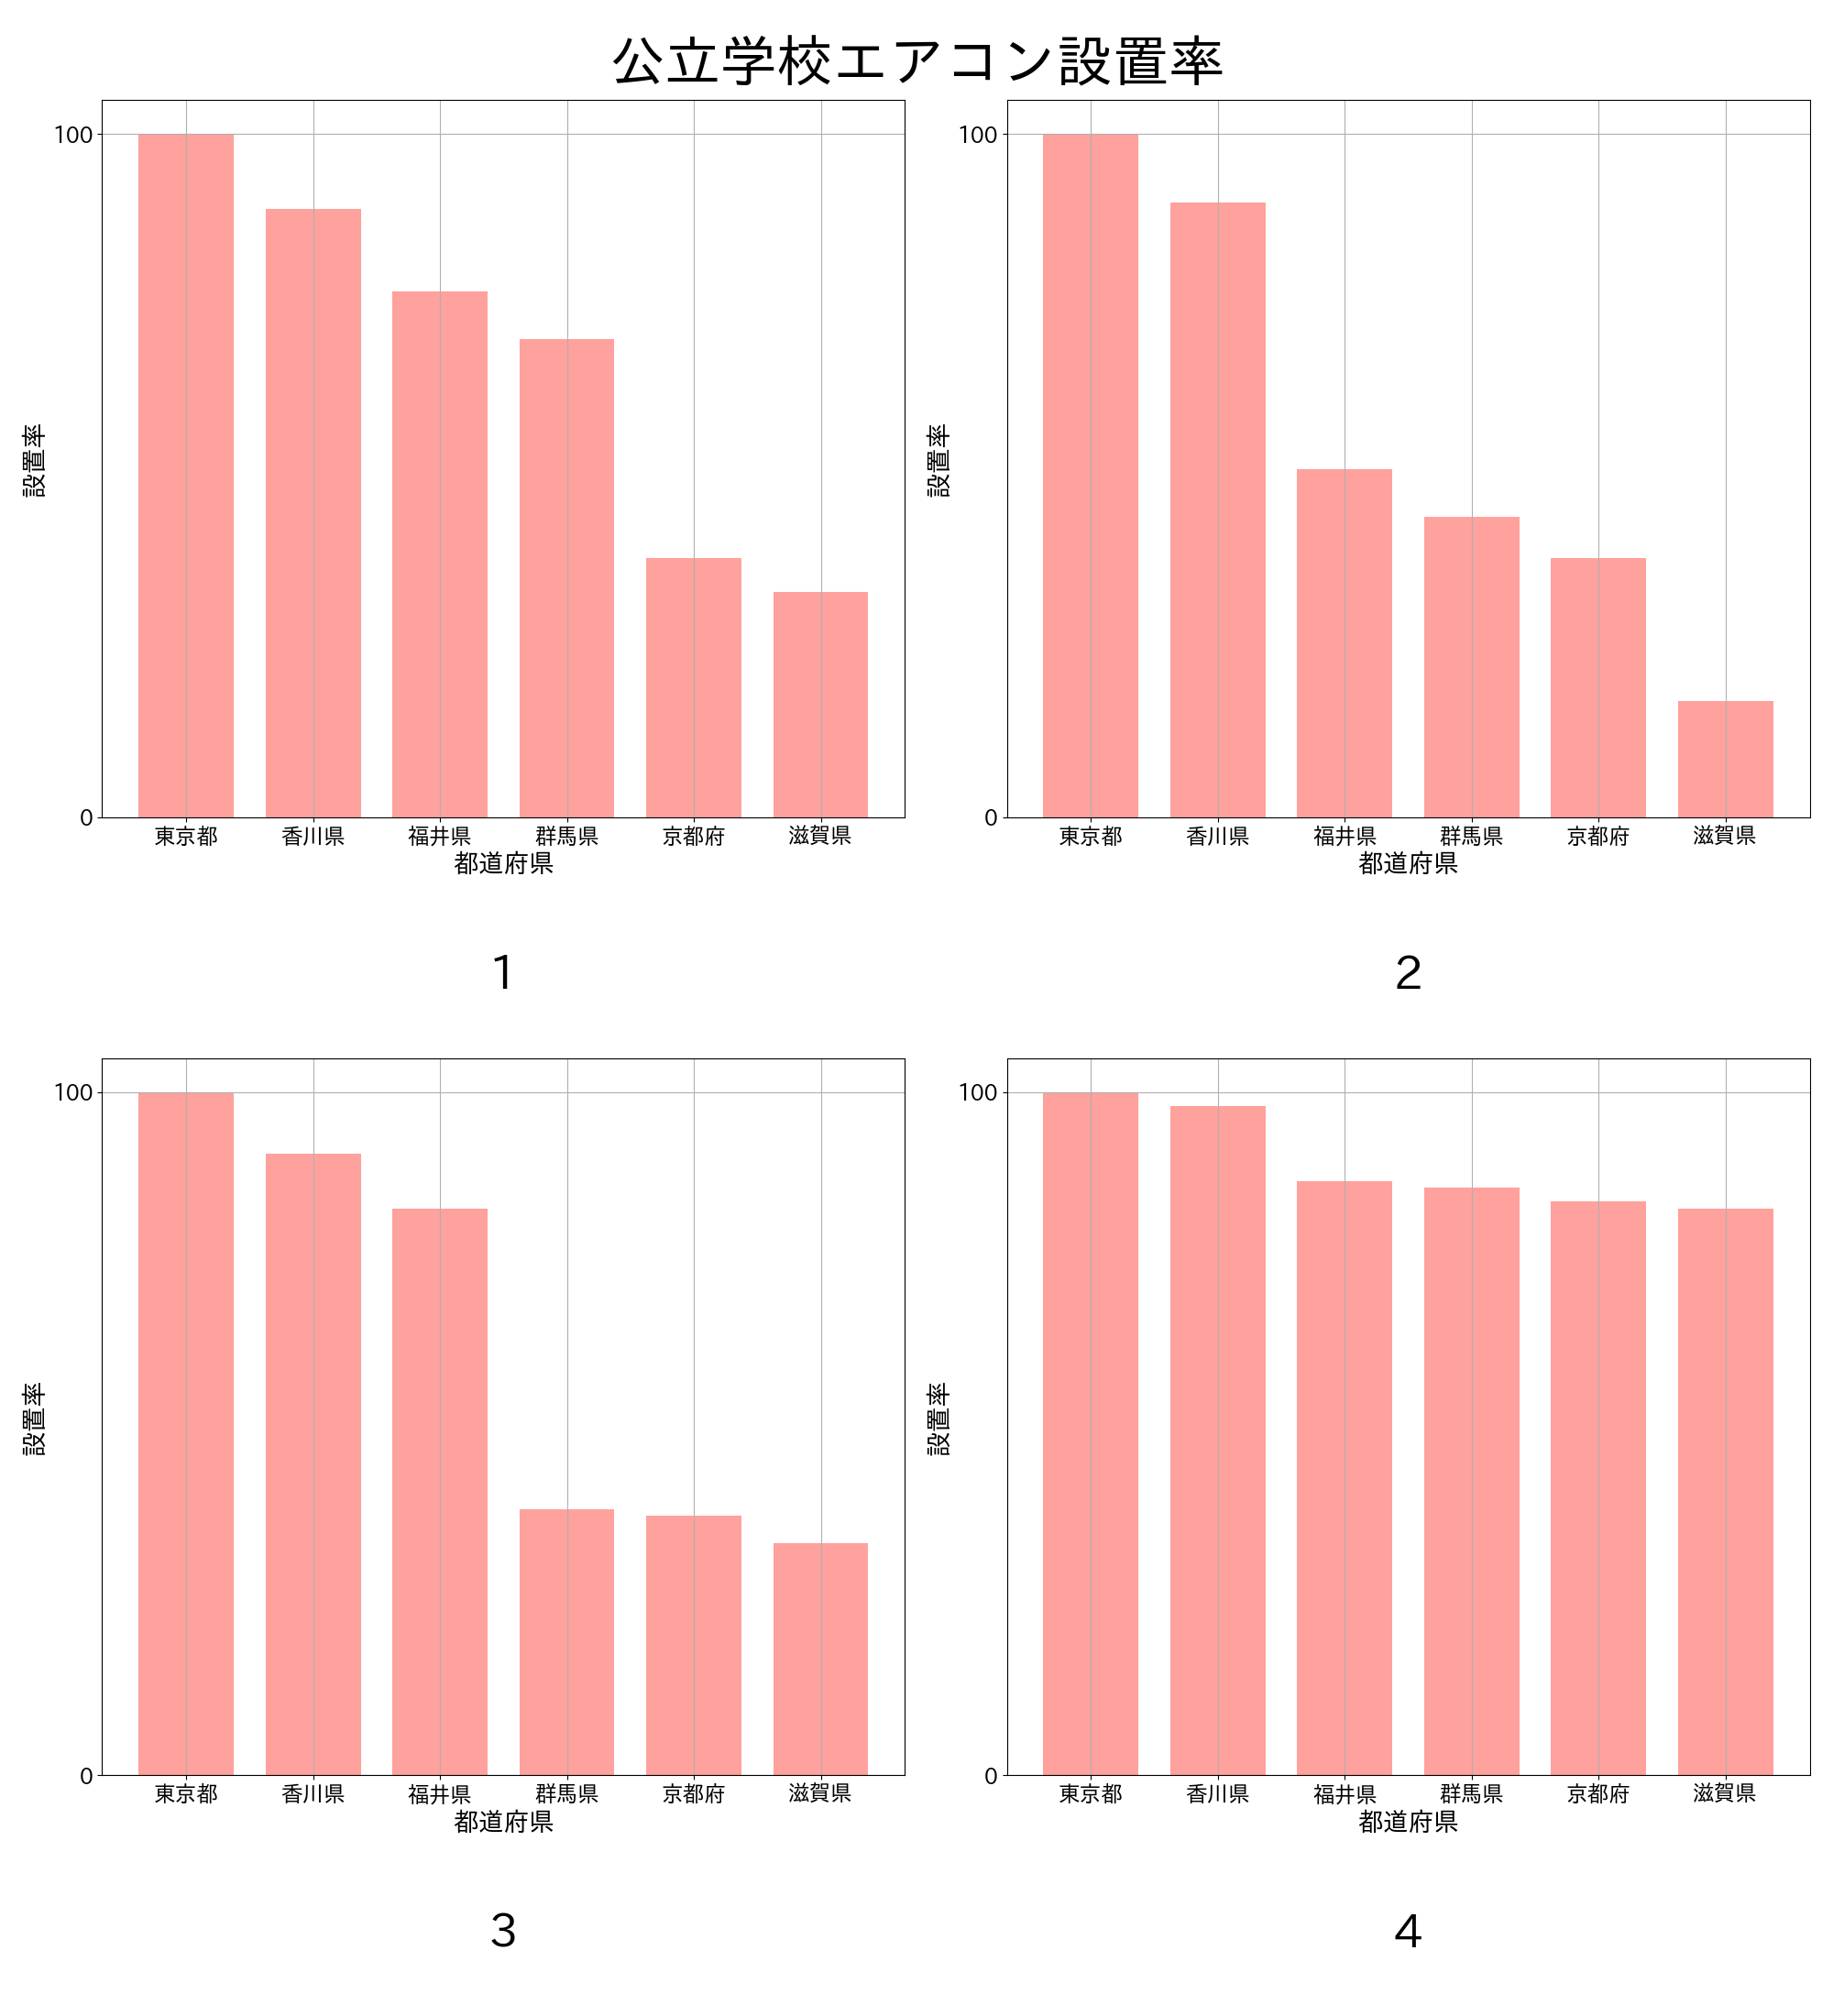 公立学校エアコン設置率
100
設置率
0
東京都 香川県 福井県 群馬県 京都府 滋賀県
都道府県
1
100
設置率
0
東京都 香川県 福井県 群馬県 京都府 滋賀県
都道府県
2
100
設置率
0
東京都 香川県 福井県 群馬県 京都府 滋賀県
都道府県
3
100
設置率
0
東京都 香川県 福井県 群馬県 京都府 滋賀県
都道府県
4